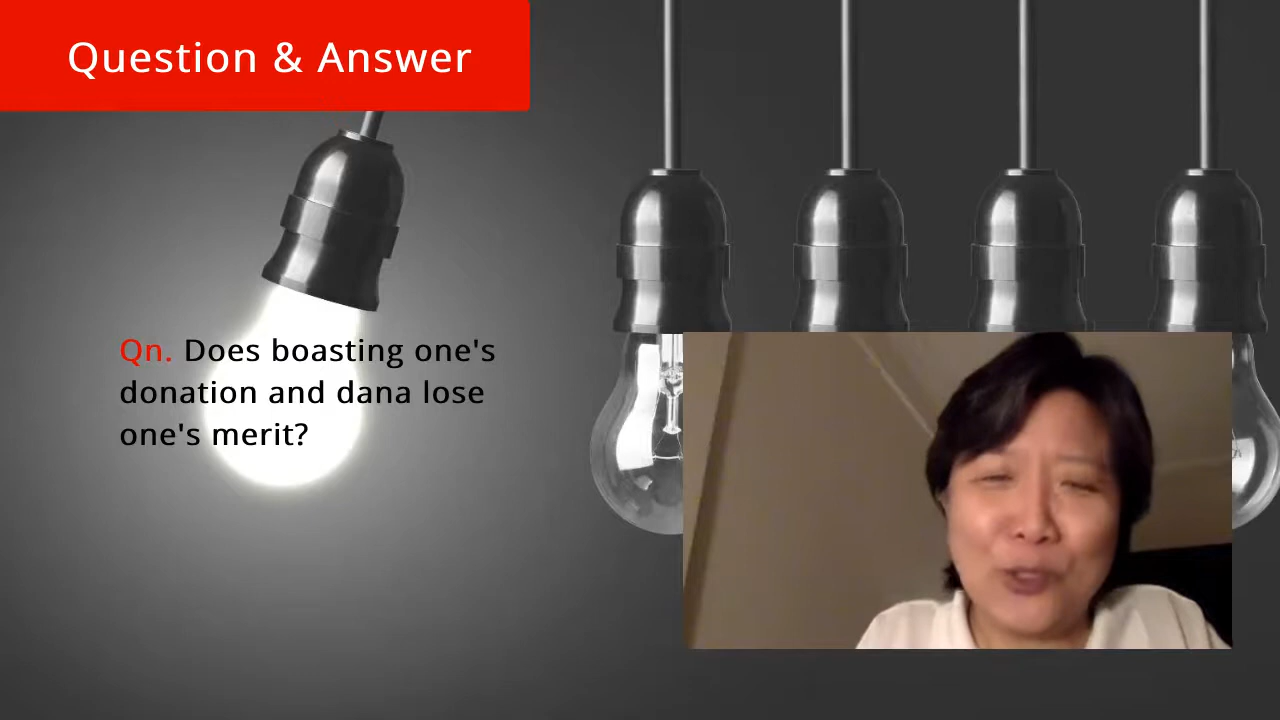 Question & Answer
Qn. Does boasting one's
donation and dana lose
one's merit?